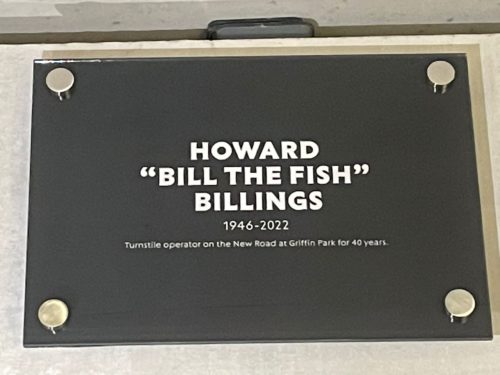 HOWARD
“BILL THE FISH”
BILLINGS
1946-2022
Turnstile operator on the New Road at Griffin Park for 40 years.